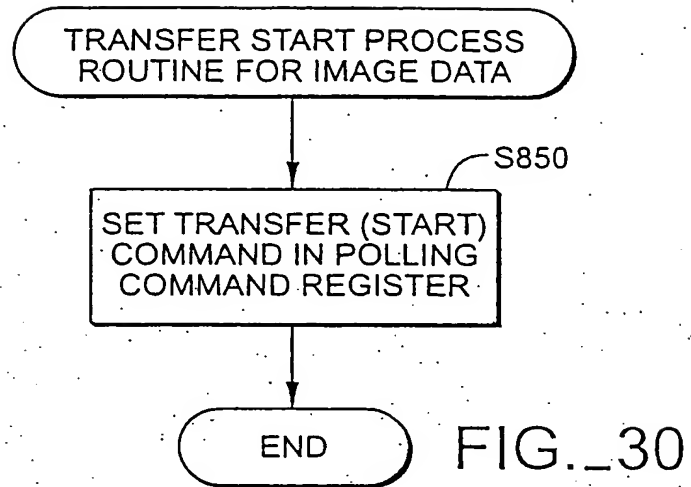 TRANSFER START PROCESS
ROUTINE FOR IMAGE DATA
S850
SET TRANSFER (START)
COMMAND IN POLLING
COMMAND REGISTER
END
FIG._30